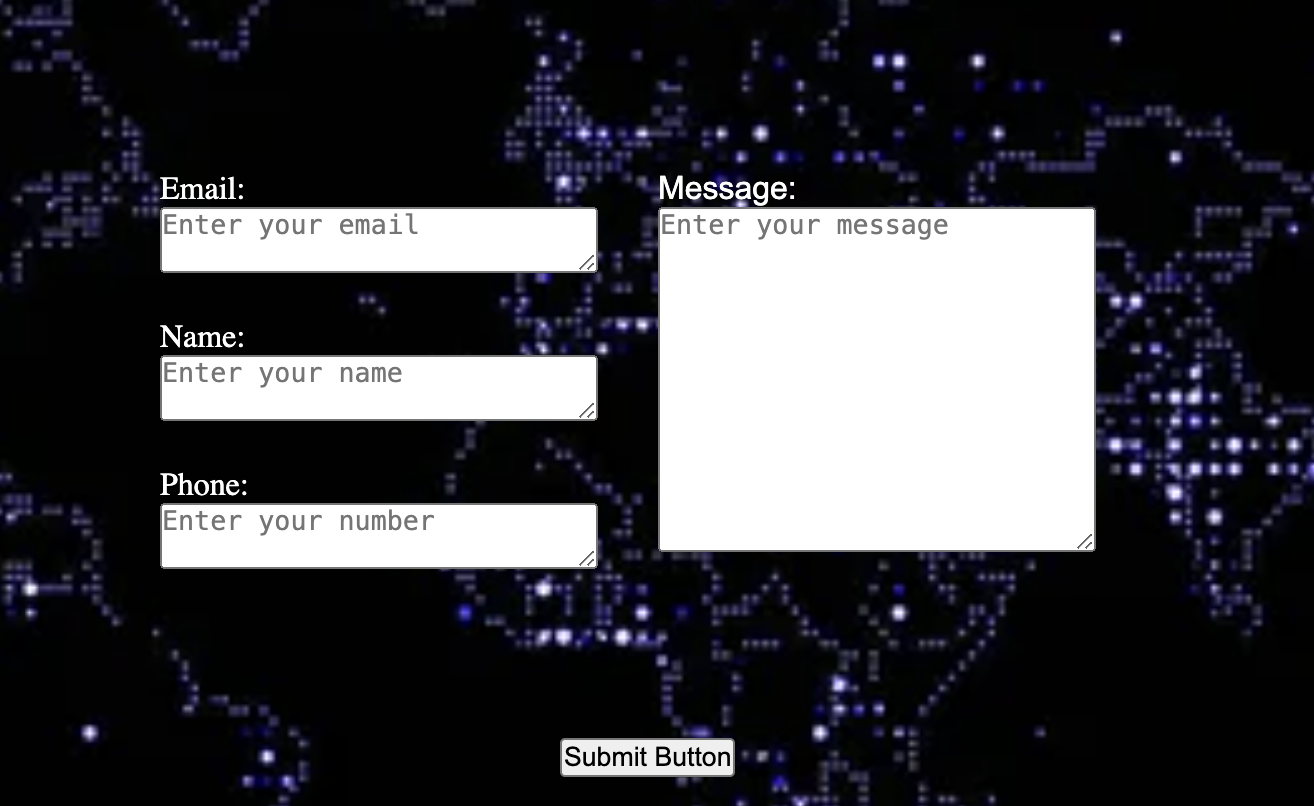 Email:
Enter your email
Name:
Enter your name
Phone:
Enter your number
Message:
Enter your message
Submit Button